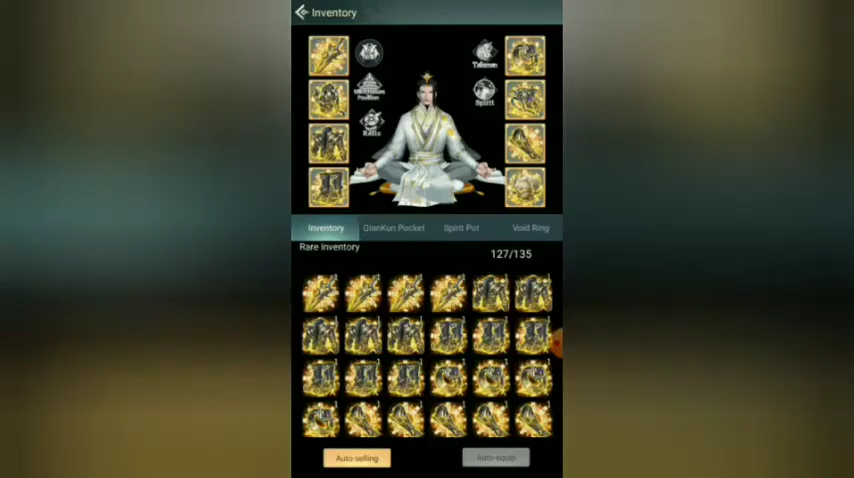 Inventory
Talisman
Spirit
Pavilion
Relic
Inventory
QianKun Pocket
Spirit Pot
Void Ring
Rare Inventory
127/135
Auto-selling
Auto-equip